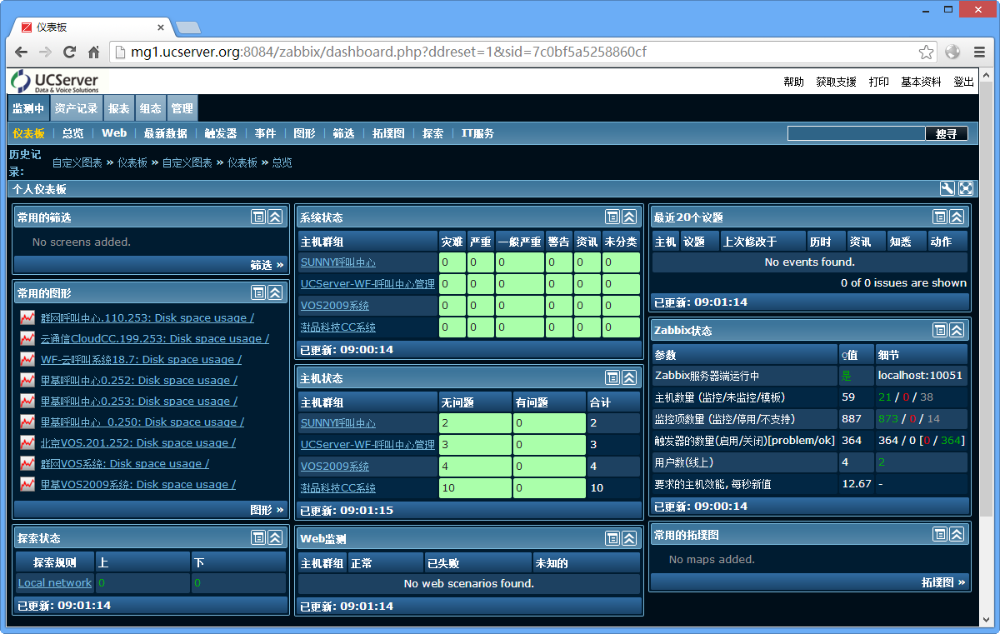 仪表板
mg1.ucserver.org:8084/zabbix/dashboard.php?ddreset=1&sid=7c0bf5a5258860cf
UCServer
Data & Voice Solutions
帮助 获取支援 打印 基本资料 登出
监测中 资产记录 报表 组态 管理
仪表板 总览 Web 最新数据 触发器 事件 图形 筛选 拓墣图 探索 IT服务 搜寻
历史记录: 自定义图表 » 仪表板 » 自定义图表 » 仪表板 » 总览
个人仪表板
常用的筛选
No screens added.
筛选 »
常用的图形
群网呼叫中心.110.253: Disk space usage /
云通信CloudCC.199.253: Disk space usage /
WF-云呼叫系统18.7: Disk space usage /
里基呼叫中心0.252: Disk space usage /
里基呼叫中心0.253: Disk space usage /
里基呼叫中心_0.250: Disk space usage /
北京VOS.201.252: Disk space usage /
群网VOS系统: Disk space usage /
里基VOS2009系统: Disk space usage /
图形 »
探索状态
探索规则 上 下
Local network 0 0
已更新: 09:01:14
系统状态
主机群组 灾难 严重 一般严重 警告 资讯 未分类
SUNNY呼叫中心 0 0 0 0 0 0
UCServer-WF-呼叫中心管理 0 0 0 0 0 0
VOS2009系统 0 0 0 0 0 0
澍品科技CC系统 0 0 0 0 0 0
已更新: 09:00:14
主机状态
主机群组 无问题 有问题 合计
SUNNY呼叫中心 2 0 2
UCServer-WF-呼叫中心管理 3 0 3
VOS2009系统 4 0 4
澍品科技CC系统 10 0 10
已更新: 09:01:15
Web监测
主机群组 正常 已失败 未知的
No web scenarios found.
已更新: 09:01:14
最近20个议题
主机 议题 上次修改于 历时 资讯 知悉 动作
No events found.
0 of 0 issues are shown
已更新: 09:01:14
Zabbix状态
参数 值 细节
Zabbix服务器端运行中 是 localhost:10051
主机数量 (监控/未监控/模板) 59 21 / 0 / 38
监控项数量 (监控/停用/不支持) 887 873 / 0 / 14
触发器的数量(启用/关闭)[problem/ok] 364 364 / 0 [0 / 364]
用户数(线上) 4 2
要求的主机效能, 每秒新值 12.67 -
已更新: 09:00:14
常用的拓墣图
No maps added.
拓墣图 »